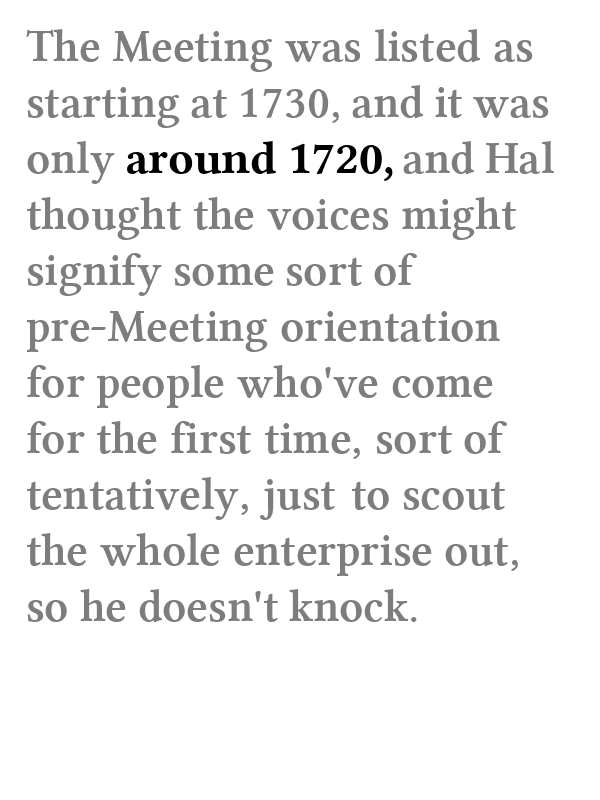 The Meeting was listed as
starting at 1730, and it was
only around 1720, and Hal
thought the voices might
signify some sort of
pre-Meeting orientation
for people who've come
for the first time, sort of
tentatively, just to scout
the whole enterprise out,
so he doesn't knock.